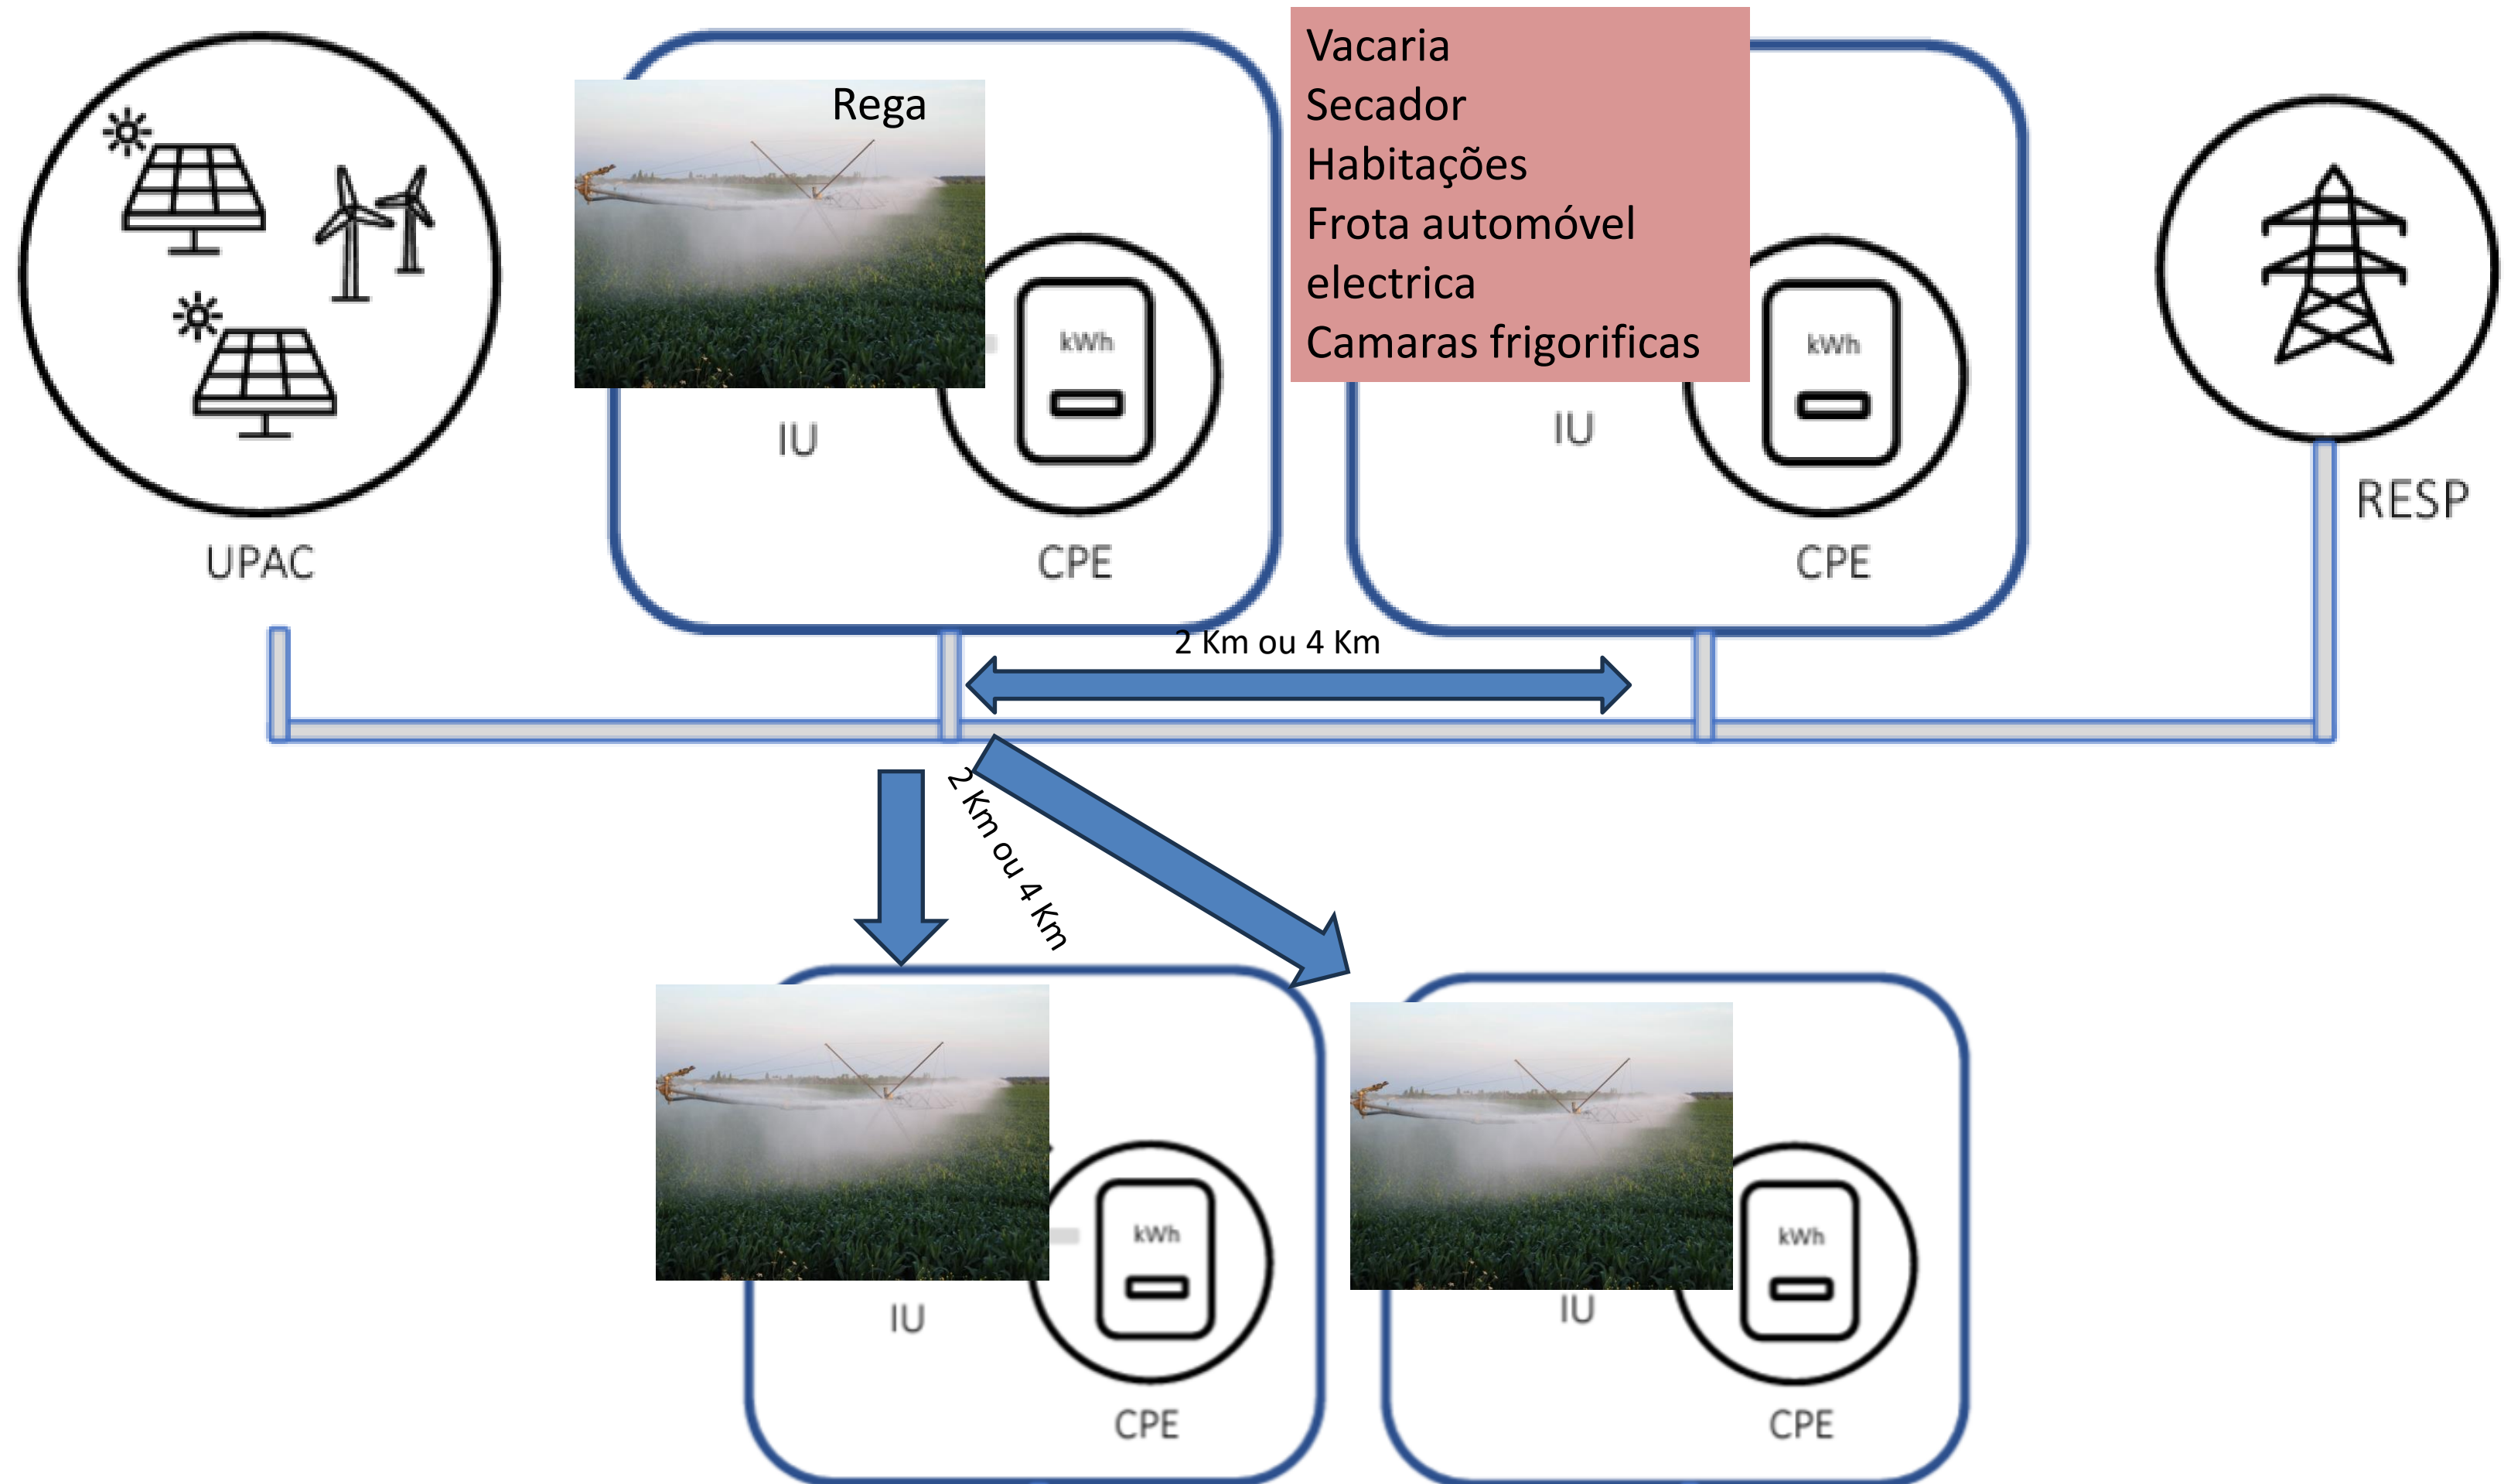 Rega
Vacaria
Secador
Habitações
Frota automóvel
electrica
Camaras frigorificas
kWh
kWh
IU
IU
RESP
UPAC
CPE
CPE
2 Km ou 4 Km
2 Km ou 4 Km
kWh
kWh
IU
IU
CPE
CPE